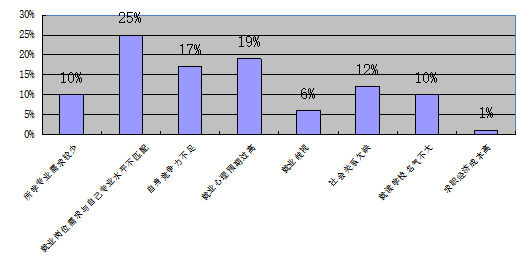 30%
25%
20%
15%
10%
5%
0%
10%
25%
17%
19%
6%
12%
10%
1%
所学专业需求较少
就业岗位需求与自己专业水平不匹配
自身竞争力不足
就业心理预期过高
就业歧视
社会关系欠缺
就读学校名气不大
求职经济成本高